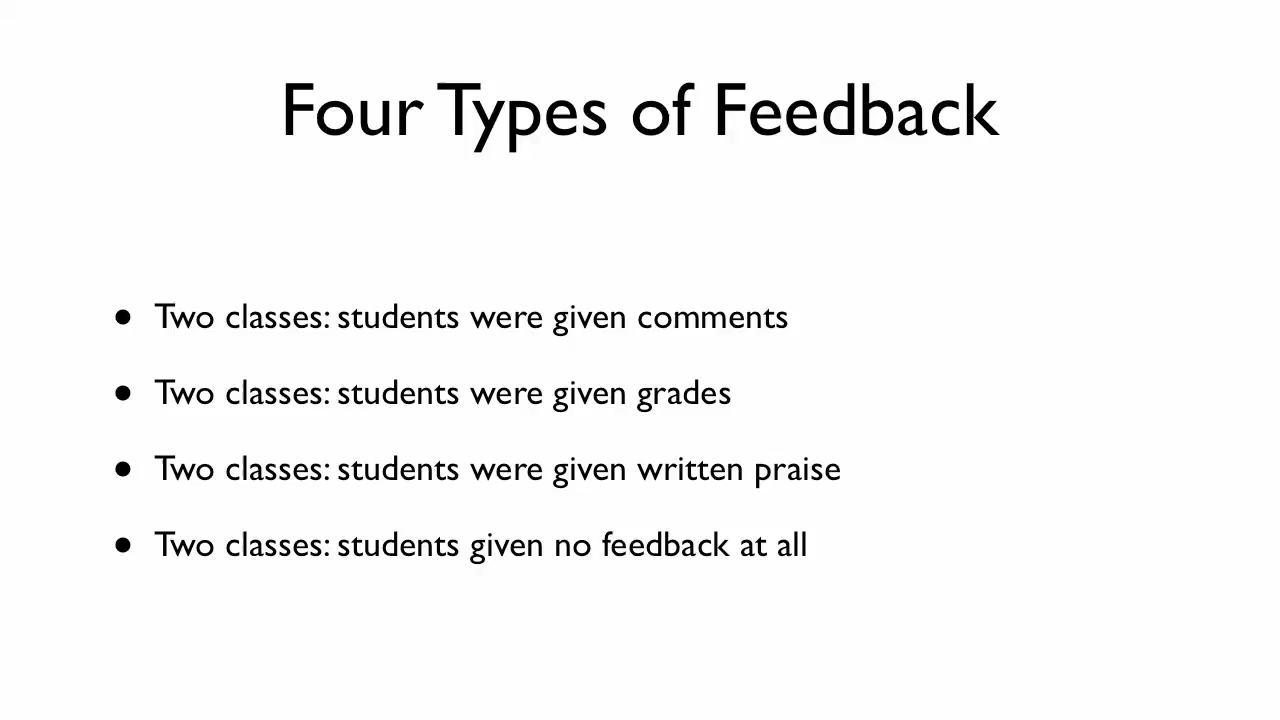 Four Types of Feedback
• Two classes: students were given comments
• Two classes: students were given grades
• Two classes: students were given written praise
• Two classes: students given no feedback at all